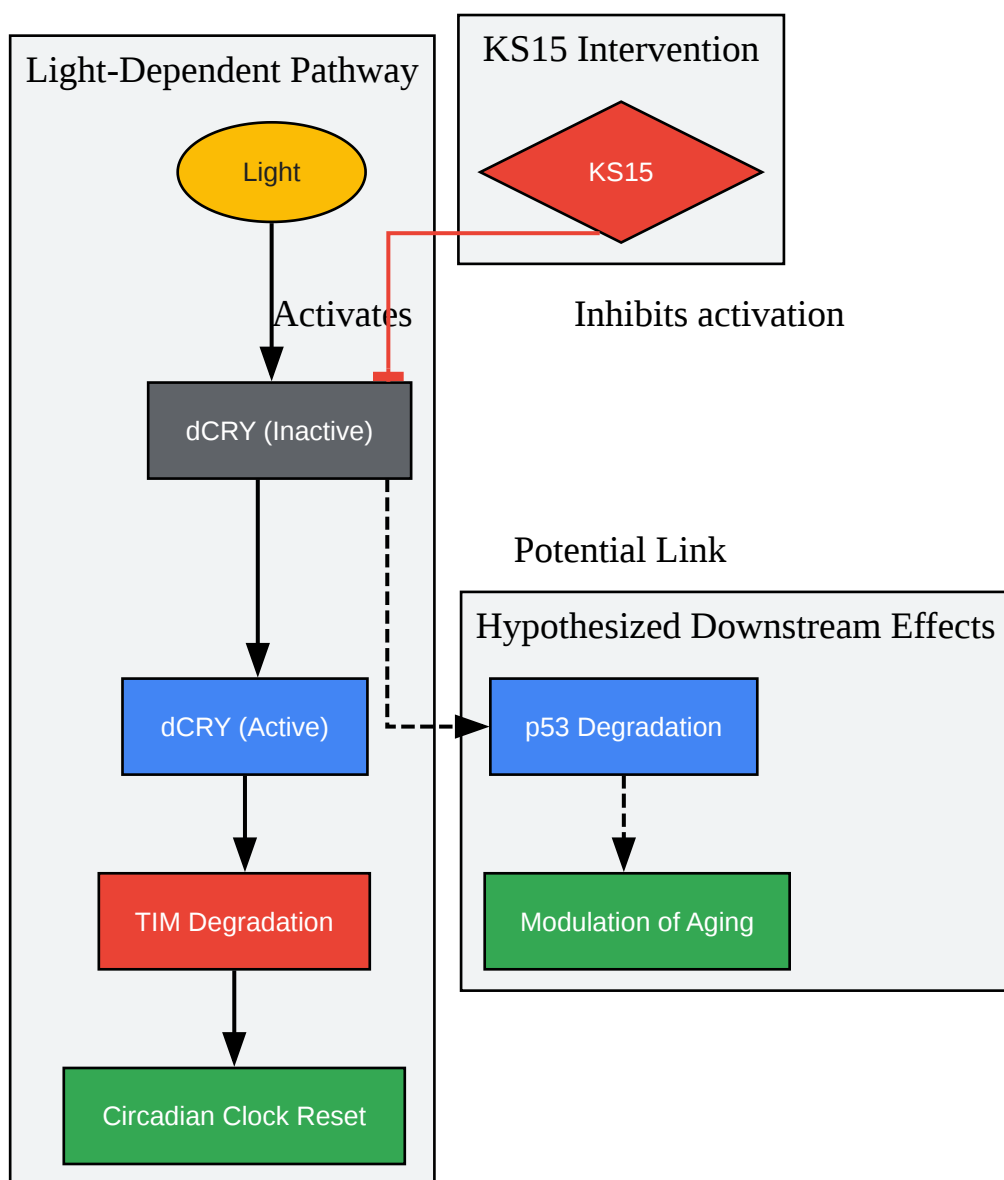 Light-Dependent Pathway
KS15 Intervention
Light
KS15
Activates
Inhibits activation
dCRY (Inactive)
Potential Link
Hypothesized Downstream Effects
dCRY (Active)
p53 Degradation
TIM Degradation
Modulation of Aging
Circadian Clock Reset